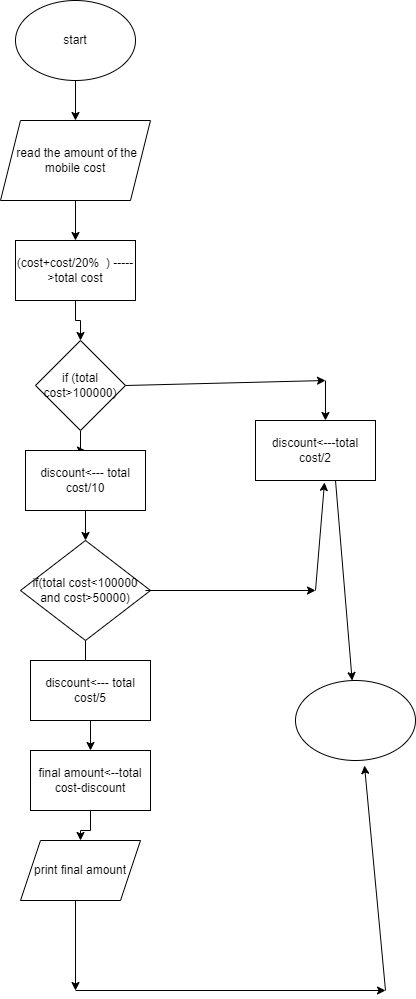 start
read the amount of the
mobile cost
(cost+cost/20%  ) -----
>total cost
if (total
cost>100000)
discount<---total
cost/2
discount<--- total
cost/10
if(total cost<100000
and cost>50000)
discount<--- total
cost/5
final amount<--total
cost-discount
print final amount